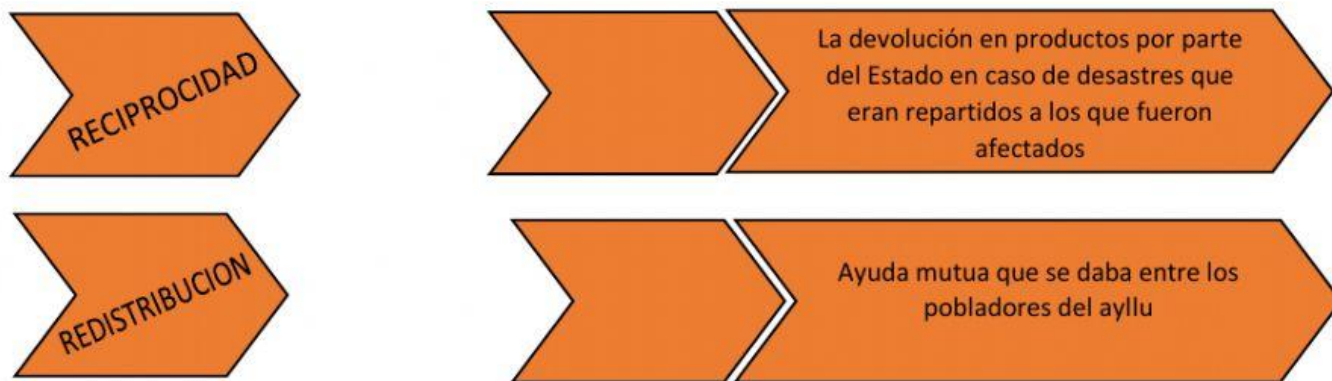 RECIPROCIDAD
La devolución en productos por parte
del Estado en caso de desastres que
eran repartidos a los que fueron
afectados
REDISTRIBUCION
Ayuda mutua que se daba entre los
pobladores del ayllu